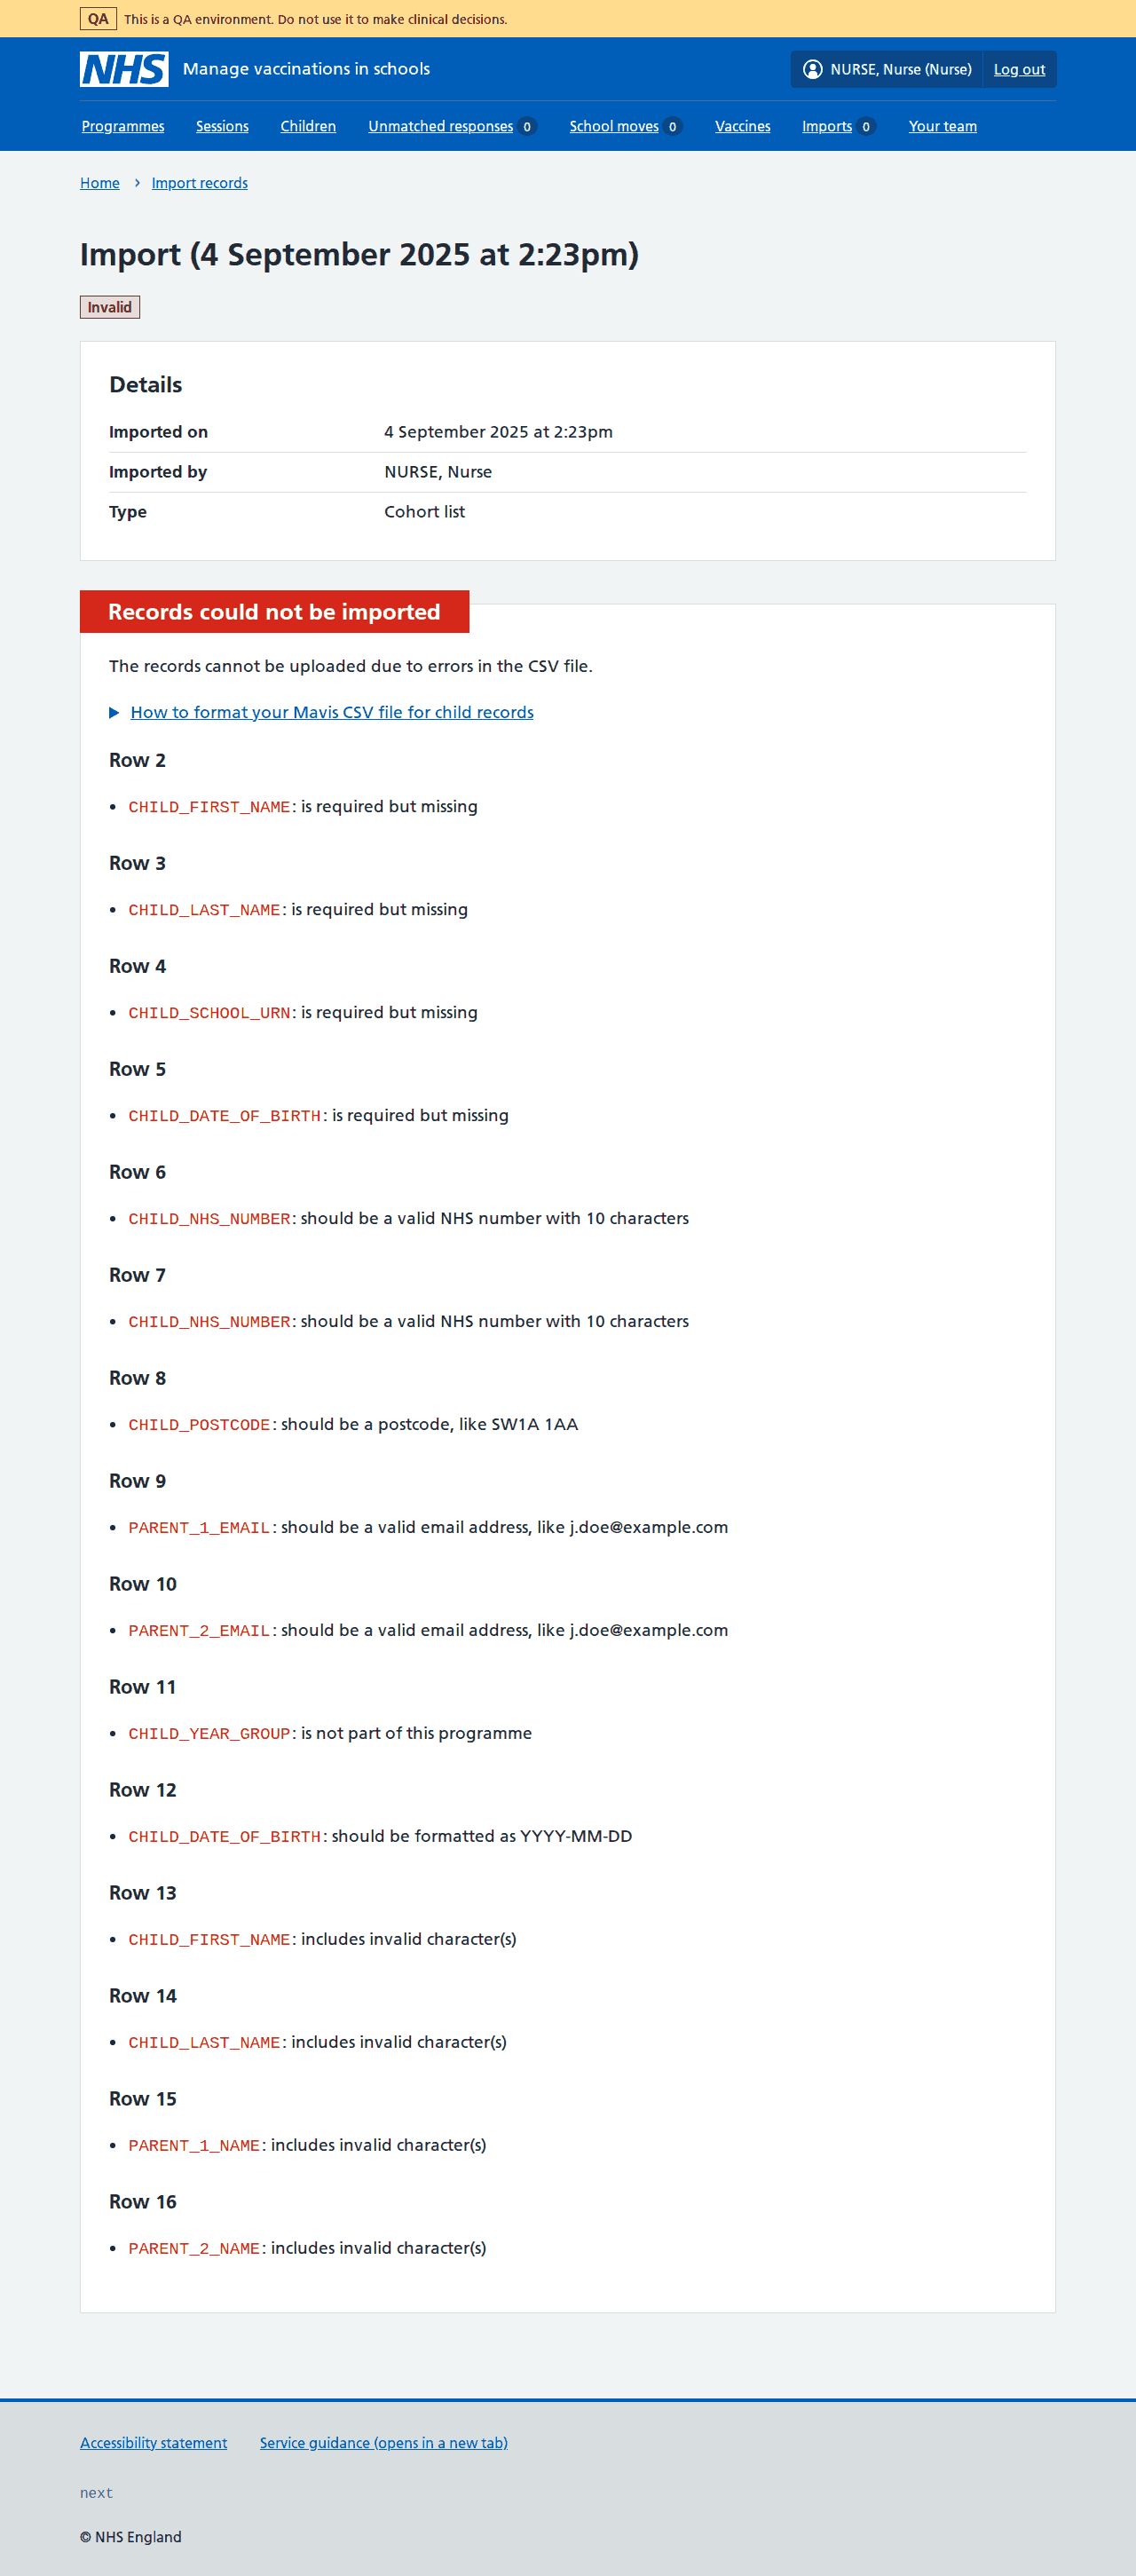 QA This is a QA environment. Do not use it to make clinical decisions.
NHS Manage vaccinations in schools NURSE, Nurse (Nurse) Log out
Programmes Sessions Children Unmatched responses 0 School moves 0 Vaccines Imports 0 Your team
Home › Import records
Import (4 September 2025 at 2:23pm)
Invalid
Details
Imported on 4 September 2025 at 2:23pm
Imported by NURSE, Nurse
Type Cohort list
Records could not be imported
The records cannot be uploaded due to errors in the CSV file.
How to format your Mavis CSV file for child records
Row 2
• CHILD_FIRST_NAME: is required but missing
Row 3
• CHILD_LAST_NAME: is required but missing
Row 4
• CHILD_SCHOOL_URN: is required but missing
Row 5
• CHILD_DATE_OF_BIRTH: is required but missing
Row 6
• CHILD_NHS_NUMBER: should be a valid NHS number with 10 characters
Row 7
• CHILD_NHS_NUMBER: should be a valid NHS number with 10 characters
Row 8
• CHILD_POSTCODE: should be a postcode, like SW1A 1AA
Row 9
• PARENT_1_EMAIL: should be a valid email address, like j.doe@example.com
Row 10
• PARENT_2_EMAIL: should be a valid email address, like j.doe@example.com
Row 11
• CHILD_YEAR_GROUP: is not part of this programme
Row 12
• CHILD_DATE_OF_BIRTH: should be formatted as YYYY-MM-DD
Row 13
• CHILD_FIRST_NAME: includes invalid character(s)
Row 14
• CHILD_LAST_NAME: includes invalid character(s)
Row 15
• PARENT_1_NAME: includes invalid character(s)
Row 16
• PARENT_2_NAME: includes invalid character(s)
Accessibility statement Service guidance (opens in a new tab)
next
© NHS England